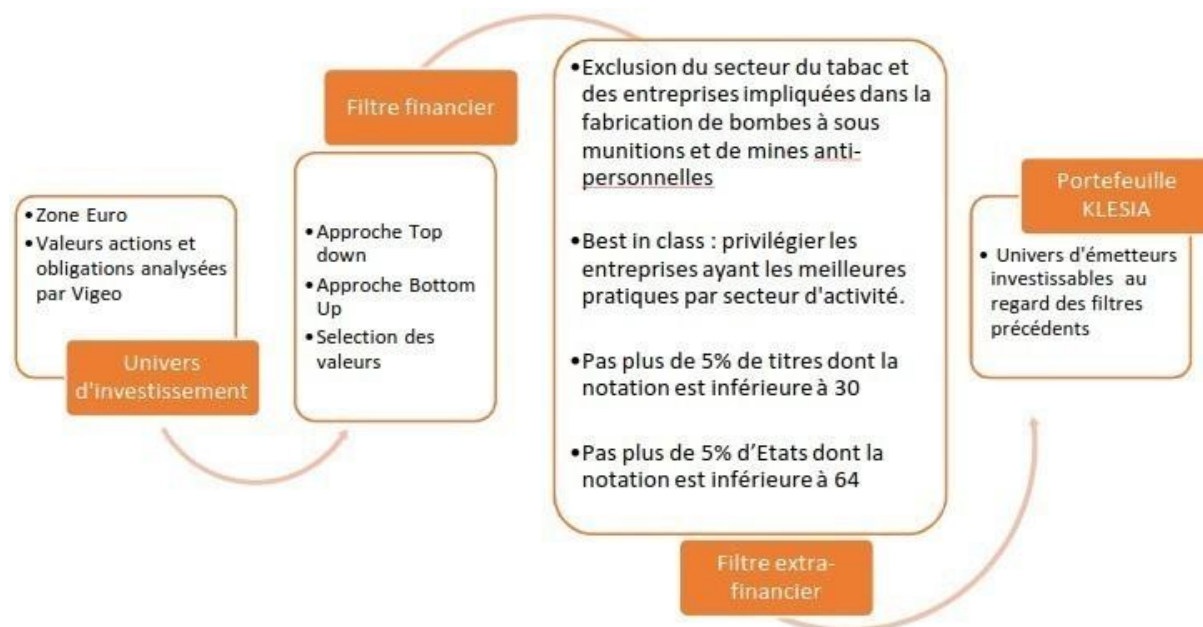 Univers
d'investissement
•Zone Euro
•Valeurs actions et
obligations analysées
par Vigeo
Filtre financier
•Approche Top
down
•Approche Bottom
Up
•Selection des
valeurs
Filtre extra-
financier
•Exclusion du secteur du tabac et
des entreprises impliquées dans la
fabrication de bombes à sous
munitions et de mines anti-
personnelles
•Best in class : privilégier les
entreprises ayant les meilleures
pratiques par secteur d'activité.
•Pas plus de 5% de titres dont la
notation est inférieure à 30
•Pas plus de 5% d’Etats dont la
notation est inférieure à 64
Portefeuille
KLESIA
• Univers d'émetteurs
investissables au
regard des filtres
précédents